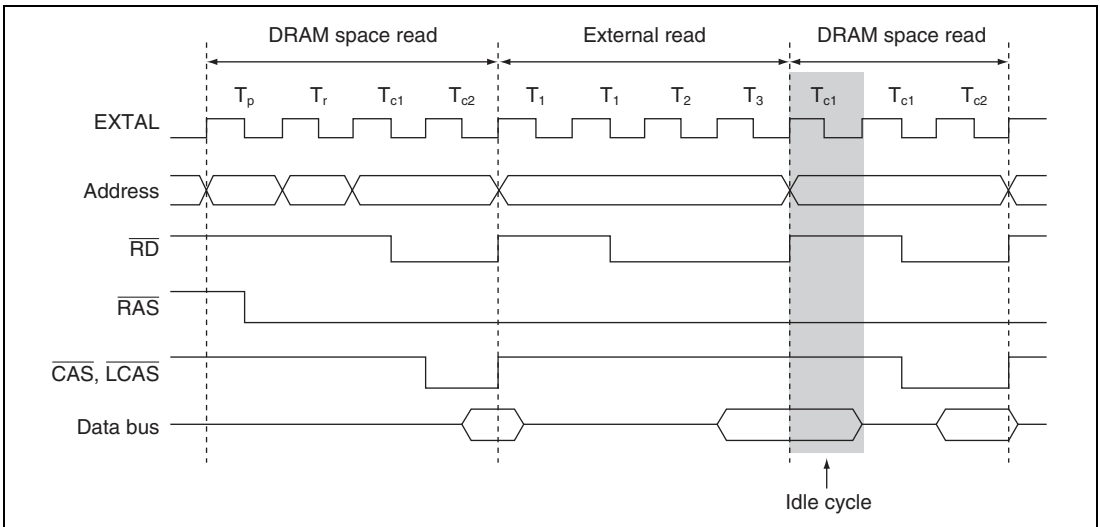 DRAM space read External read DRAM space read
Tp Tr Tc1 Tc2 T1 T1 T2 T3 Tc1 Tc1 Tc2
EXTAL
Address
RD
RAS
CAS, LCAS
Data bus
Idle cycle